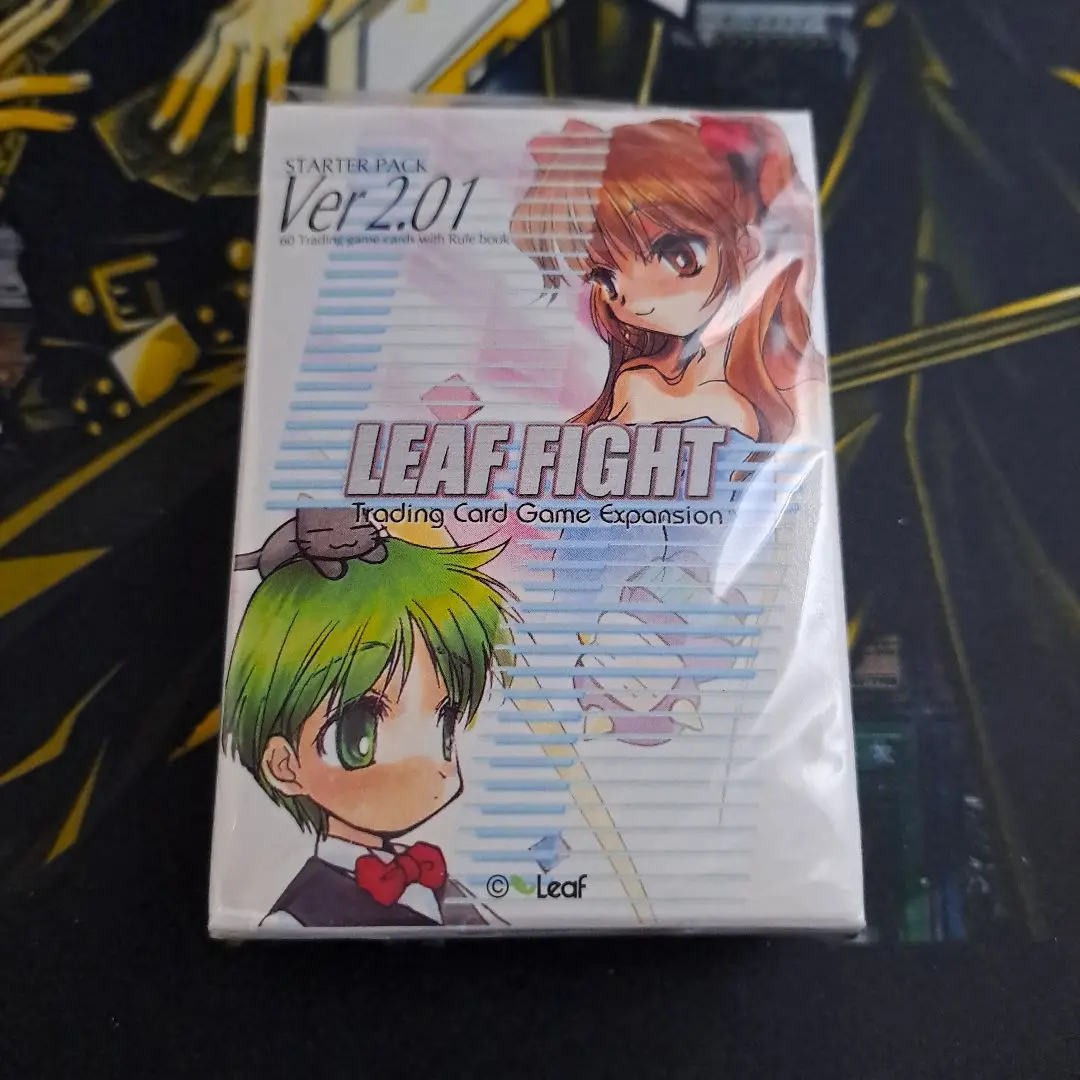 STARTER PACK
Ver 2.01
60 Trading game cards with Rule book
LEAF FIGHT
Trading Card Game Expansion
© Leaf